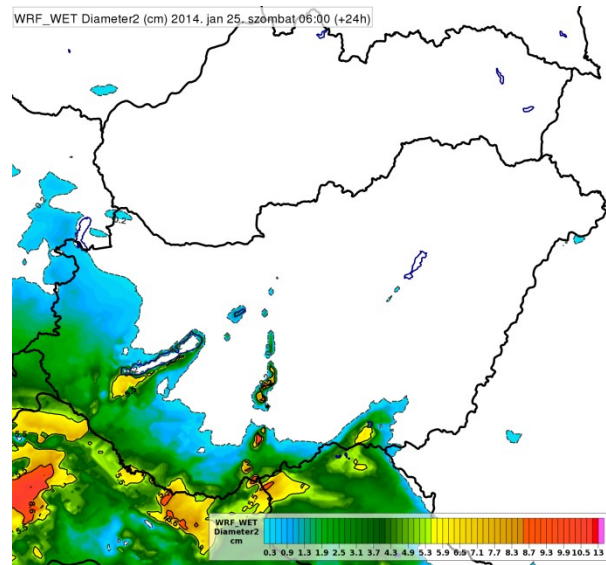 WRF_WET Diameter2 (cm) 2014. jan 25. szombat 06:00 (+24h)
WRF_WET
Diameter2
cm
0.3 0.9 1.3 1.9 2.5 3.1 3.7 4.3 4.9 5.3 5.9 6.5 7.1 7.7 8.1 8.7 9.3 9.9 10.5 13